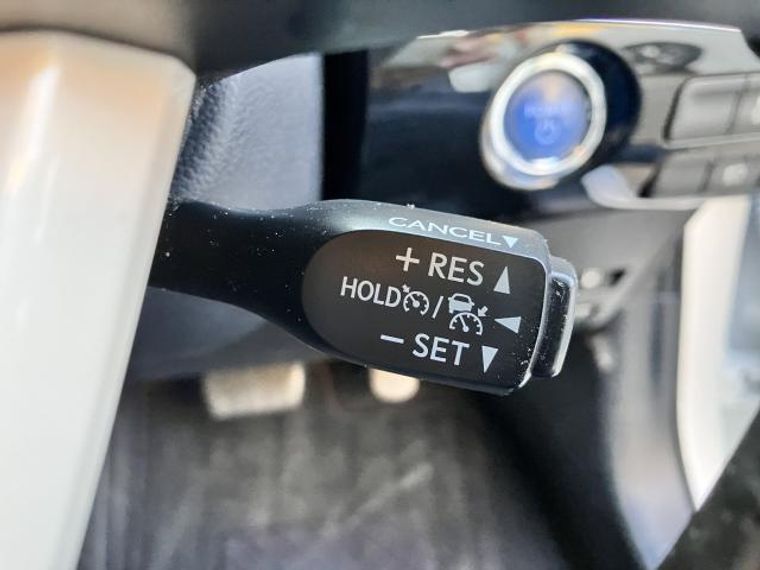 CANCEL▼
+ RES ▲
HOLD / ◀
− SET ▼